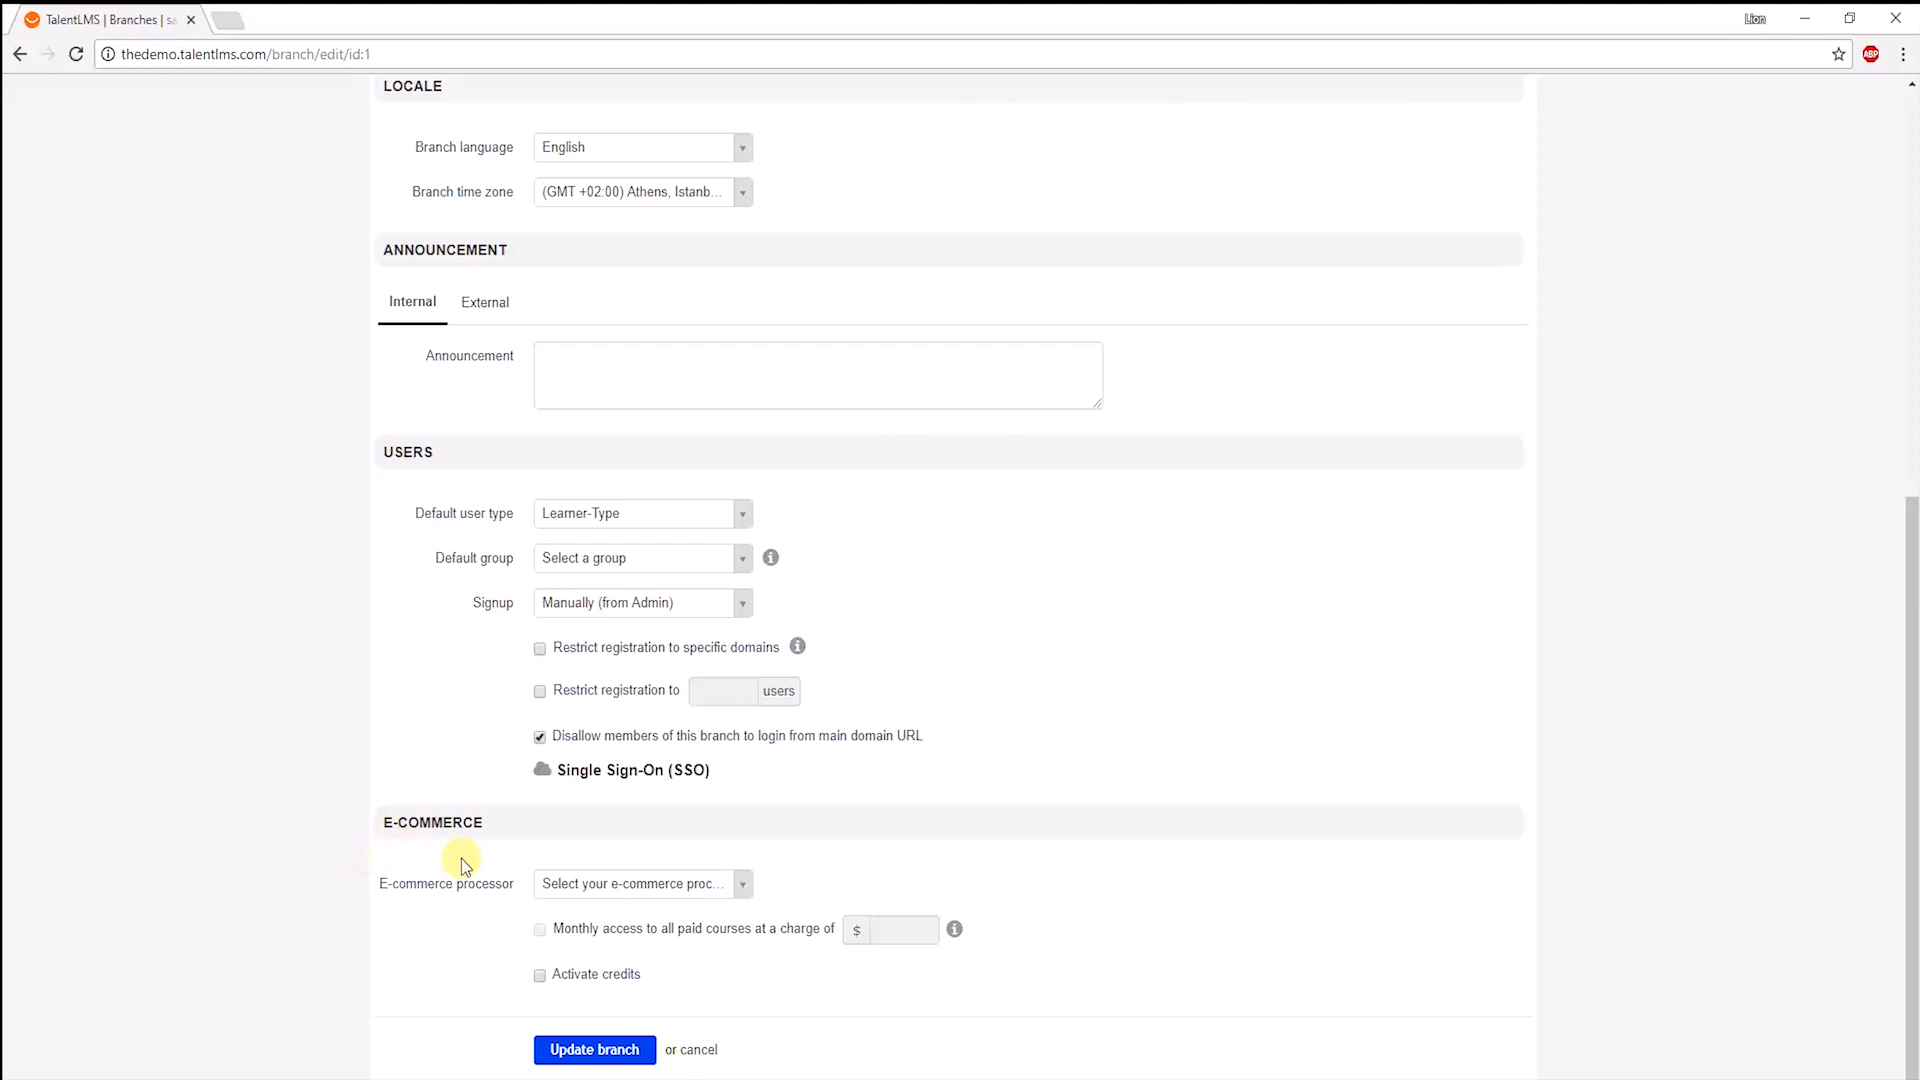 TalentLMS | Branches | sa
Lion
thedemo.talentlms.com/branch/edit/id:1
ABP
LOCALE
Branch language English
Branch time zone (GMT +02:00) Athens, Istanb...
ANNOUNCEMENT
Internal External
Announcement
USERS
Default user type Learner-Type
Default group Select a group
Signup Manually (from Admin)
Restrict registration to specific domains
Restrict registration to users
Disallow members of this branch to login from main domain URL
Single Sign-On (SSO)
E-COMMERCE
E-commerce processor Select your e-commerce proc...
Monthly access to all paid courses at a charge of $
Activate credits
Update branch or cancel